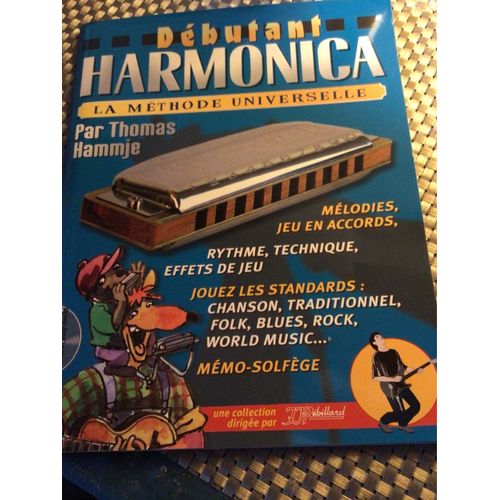 Débutant
HARMONICA
LA MÉTHODE UNIVERSELLE
Par Thomas
Hammje
MÉLODIES,
JEU EN ACCORDS,
RYTHME, TECHNIQUE,
EFFETS DE JEU
JOUEZ LES STANDARDS :
CHANSON, TRADITIONNEL,
FOLK, BLUES, ROCK,
WORLD MUSIC...
MÉMO-SOLFÈGE
une collection
dirigée par JJRébillard